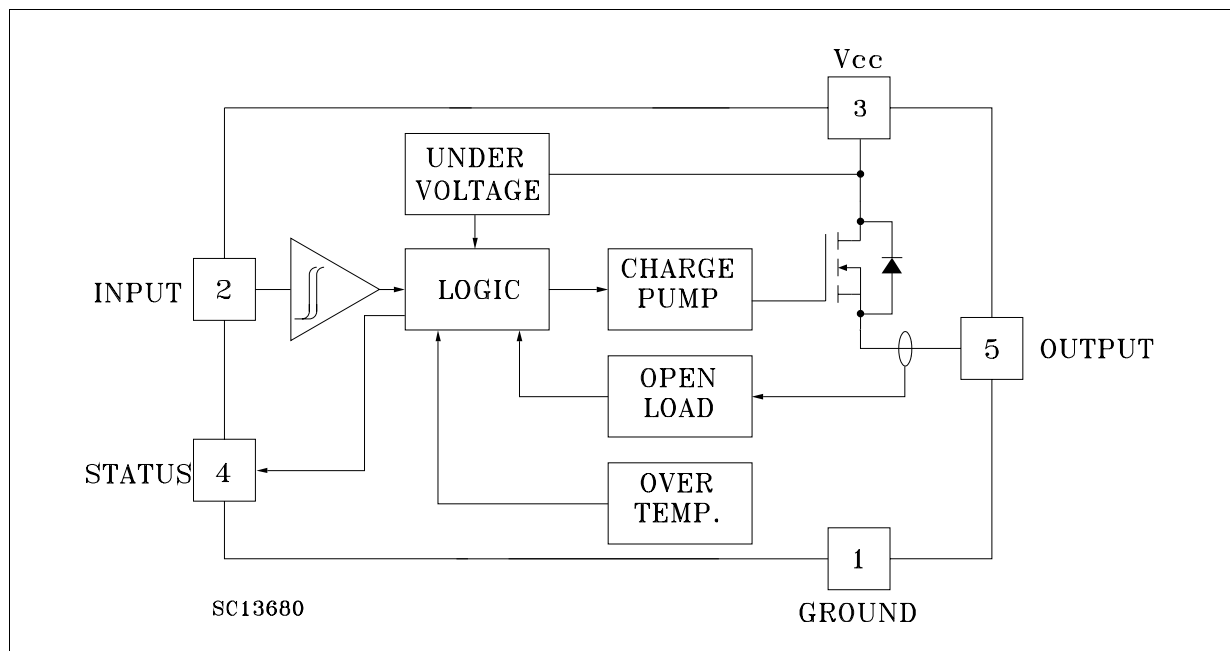 Vcc
3
UNDER
VOLTAGE
INPUT
2
LOGIC
CHARGE
PUMP
5
OUTPUT
OPEN
LOAD
STATUS
4
OVER
TEMP.
1
GROUND
SC13680